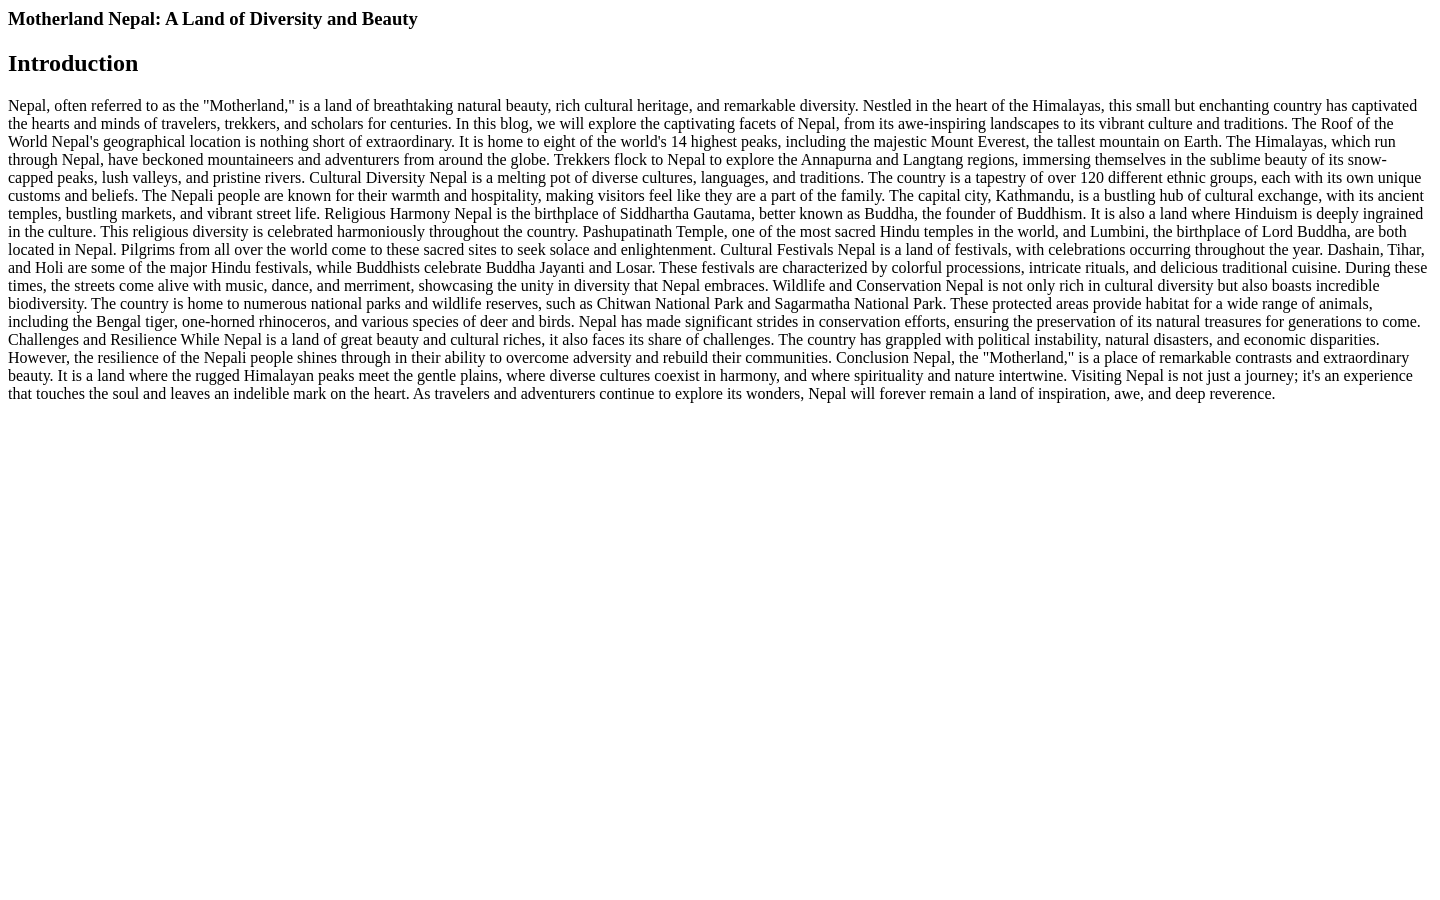 Motherland Nepal: A Land of Diversity and Beauty
Introduction
Nepal, often referred to as the "Motherland," is a land of breathtaking natural beauty, rich cultural heritage, and remarkable diversity. Nestled in the heart of the Himalayas, this small but enchanting country has captivated
the hearts and minds of travelers, trekkers, and scholars for centuries. In this blog, we will explore the captivating facets of Nepal, from its awe-inspiring landscapes to its vibrant culture and traditions. The Roof of the
World Nepal's geographical location is nothing short of extraordinary. It is home to eight of the world's 14 highest peaks, including the majestic Mount Everest, the tallest mountain on Earth. The Himalayas, which run
through Nepal, have beckoned mountaineers and adventurers from around the globe. Trekkers flock to Nepal to explore the Annapurna and Langtang regions, immersing themselves in the sublime beauty of its snow-
capped peaks, lush valleys, and pristine rivers. Cultural Diversity Nepal is a melting pot of diverse cultures, languages, and traditions. The country is a tapestry of over 120 different ethnic groups, each with its own unique
customs and beliefs. The Nepali people are known for their warmth and hospitality, making visitors feel like they are a part of the family. The capital city, Kathmandu, is a bustling hub of cultural exchange, with its ancient
temples, bustling markets, and vibrant street life. Religious Harmony Nepal is the birthplace of Siddhartha Gautama, better known as Buddha, the founder of Buddhism. It is also a land where Hinduism is deeply ingrained
in the culture. This religious diversity is celebrated harmoniously throughout the country. Pashupatinath Temple, one of the most sacred Hindu temples in the world, and Lumbini, the birthplace of Lord Buddha, are both
located in Nepal. Pilgrims from all over the world come to these sacred sites to seek solace and enlightenment. Cultural Festivals Nepal is a land of festivals, with celebrations occurring throughout the year. Dashain, Tihar,
and Holi are some of the major Hindu festivals, while Buddhists celebrate Buddha Jayanti and Losar. These festivals are characterized by colorful processions, intricate rituals, and delicious traditional cuisine. During these
times, the streets come alive with music, dance, and merriment, showcasing the unity in diversity that Nepal embraces. Wildlife and Conservation Nepal is not only rich in cultural diversity but also boasts incredible
biodiversity. The country is home to numerous national parks and wildlife reserves, such as Chitwan National Park and Sagarmatha National Park. These protected areas provide habitat for a wide range of animals,
including the Bengal tiger, one-horned rhinoceros, and various species of deer and birds. Nepal has made significant strides in conservation efforts, ensuring the preservation of its natural treasures for generations to come.
Challenges and Resilience While Nepal is a land of great beauty and cultural riches, it also faces its share of challenges. The country has grappled with political instability, natural disasters, and economic disparities.
However, the resilience of the Nepali people shines through in their ability to overcome adversity and rebuild their communities. Conclusion Nepal, the "Motherland," is a place of remarkable contrasts and extraordinary
beauty. It is a land where the rugged Himalayan peaks meet the gentle plains, where diverse cultures coexist in harmony, and where spirituality and nature intertwine. Visiting Nepal is not just a journey; it's an experience
that touches the soul and leaves an indelible mark on the heart. As travelers and adventurers continue to explore its wonders, Nepal will forever remain a land of inspiration, awe, and deep reverence.